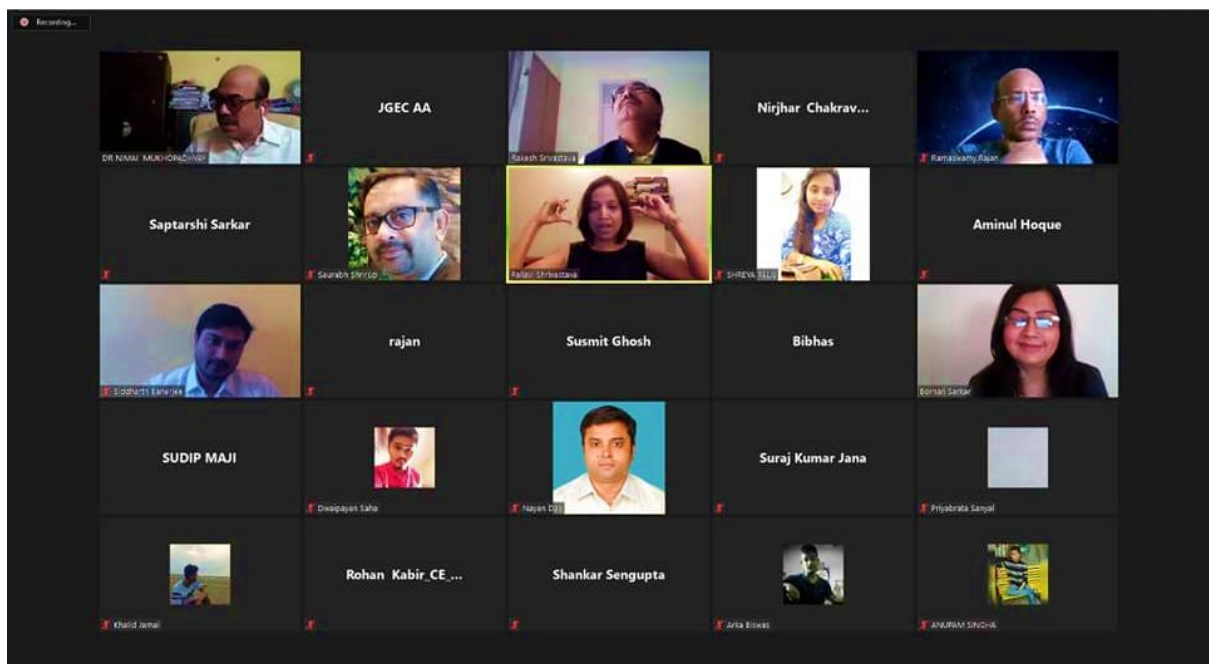 Recording...
DR NIMAI MUKHOPADHYAY
JGEC AA
Rakesh Srivastava
Nirjhar Chakrav...
Ramaswamy,Rajan
Saptarshi Sarkar
Saurabh Shrirup
Pallavi Shrivastava
SHREYA
Aminul Hoque
Siddharth Banerjee
rajan
Susmit Ghosh
Bibhas
Bornali Sarkar
SUDIP MAJI
Dwaipayan Saha
Nayan Das
Suraj Kumar Jana
Priyabrata Sanyal
Khalid Jamal
Rohan Kabir_CE_...
Shankar Sengupta
Arka Biswas
ANUPAM SINGHA